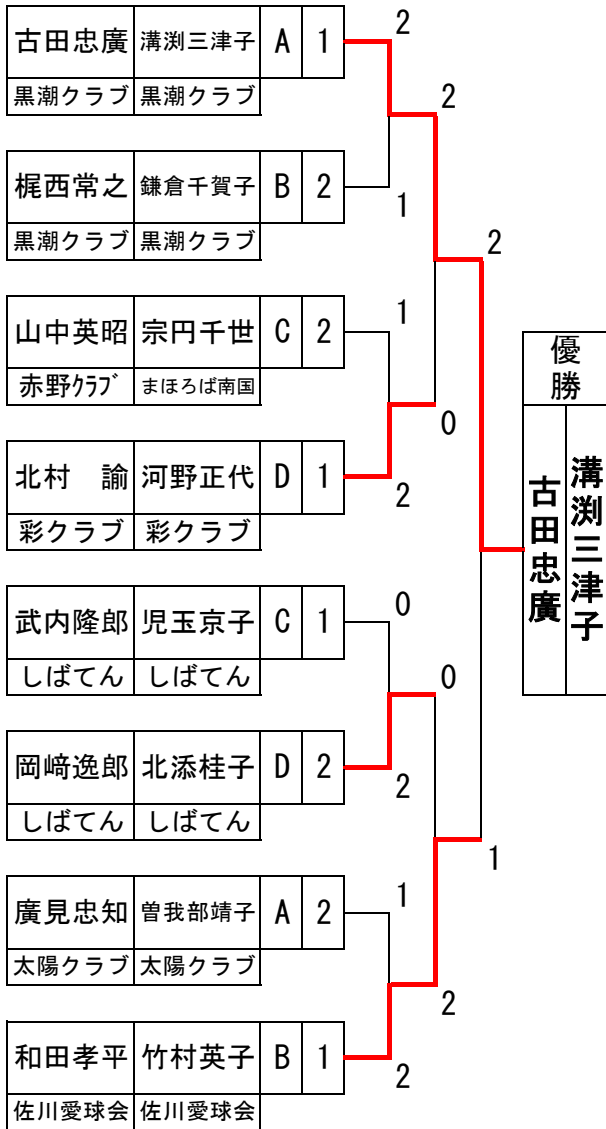 古田忠廣 溝渕三津子 A 1
黒潮クラブ 黒潮クラブ
梶西常之 鎌倉千賀子 B 2
黒潮クラブ 黒潮クラブ
山中英昭 宗円千世 C 2
赤野ｸﾗﾌﾞ まほろば南国
北村　諭 河野正代 D 1
彩クラブ 彩クラブ
武内隆郎 児玉京子 C 1
しばてん しばてん
岡﨑逸郎 北添桂子 D 2
しばてん しばてん
廣見忠知 曽我部靖子 A 2
太陽クラブ 太陽クラブ
和田孝平 竹村英子 B 1
佐川愛球会 佐川愛球会
2
1
1
2
0
2
1
2
2
0
0
2
2
1
優勝
溝渕三津子
古田忠廣